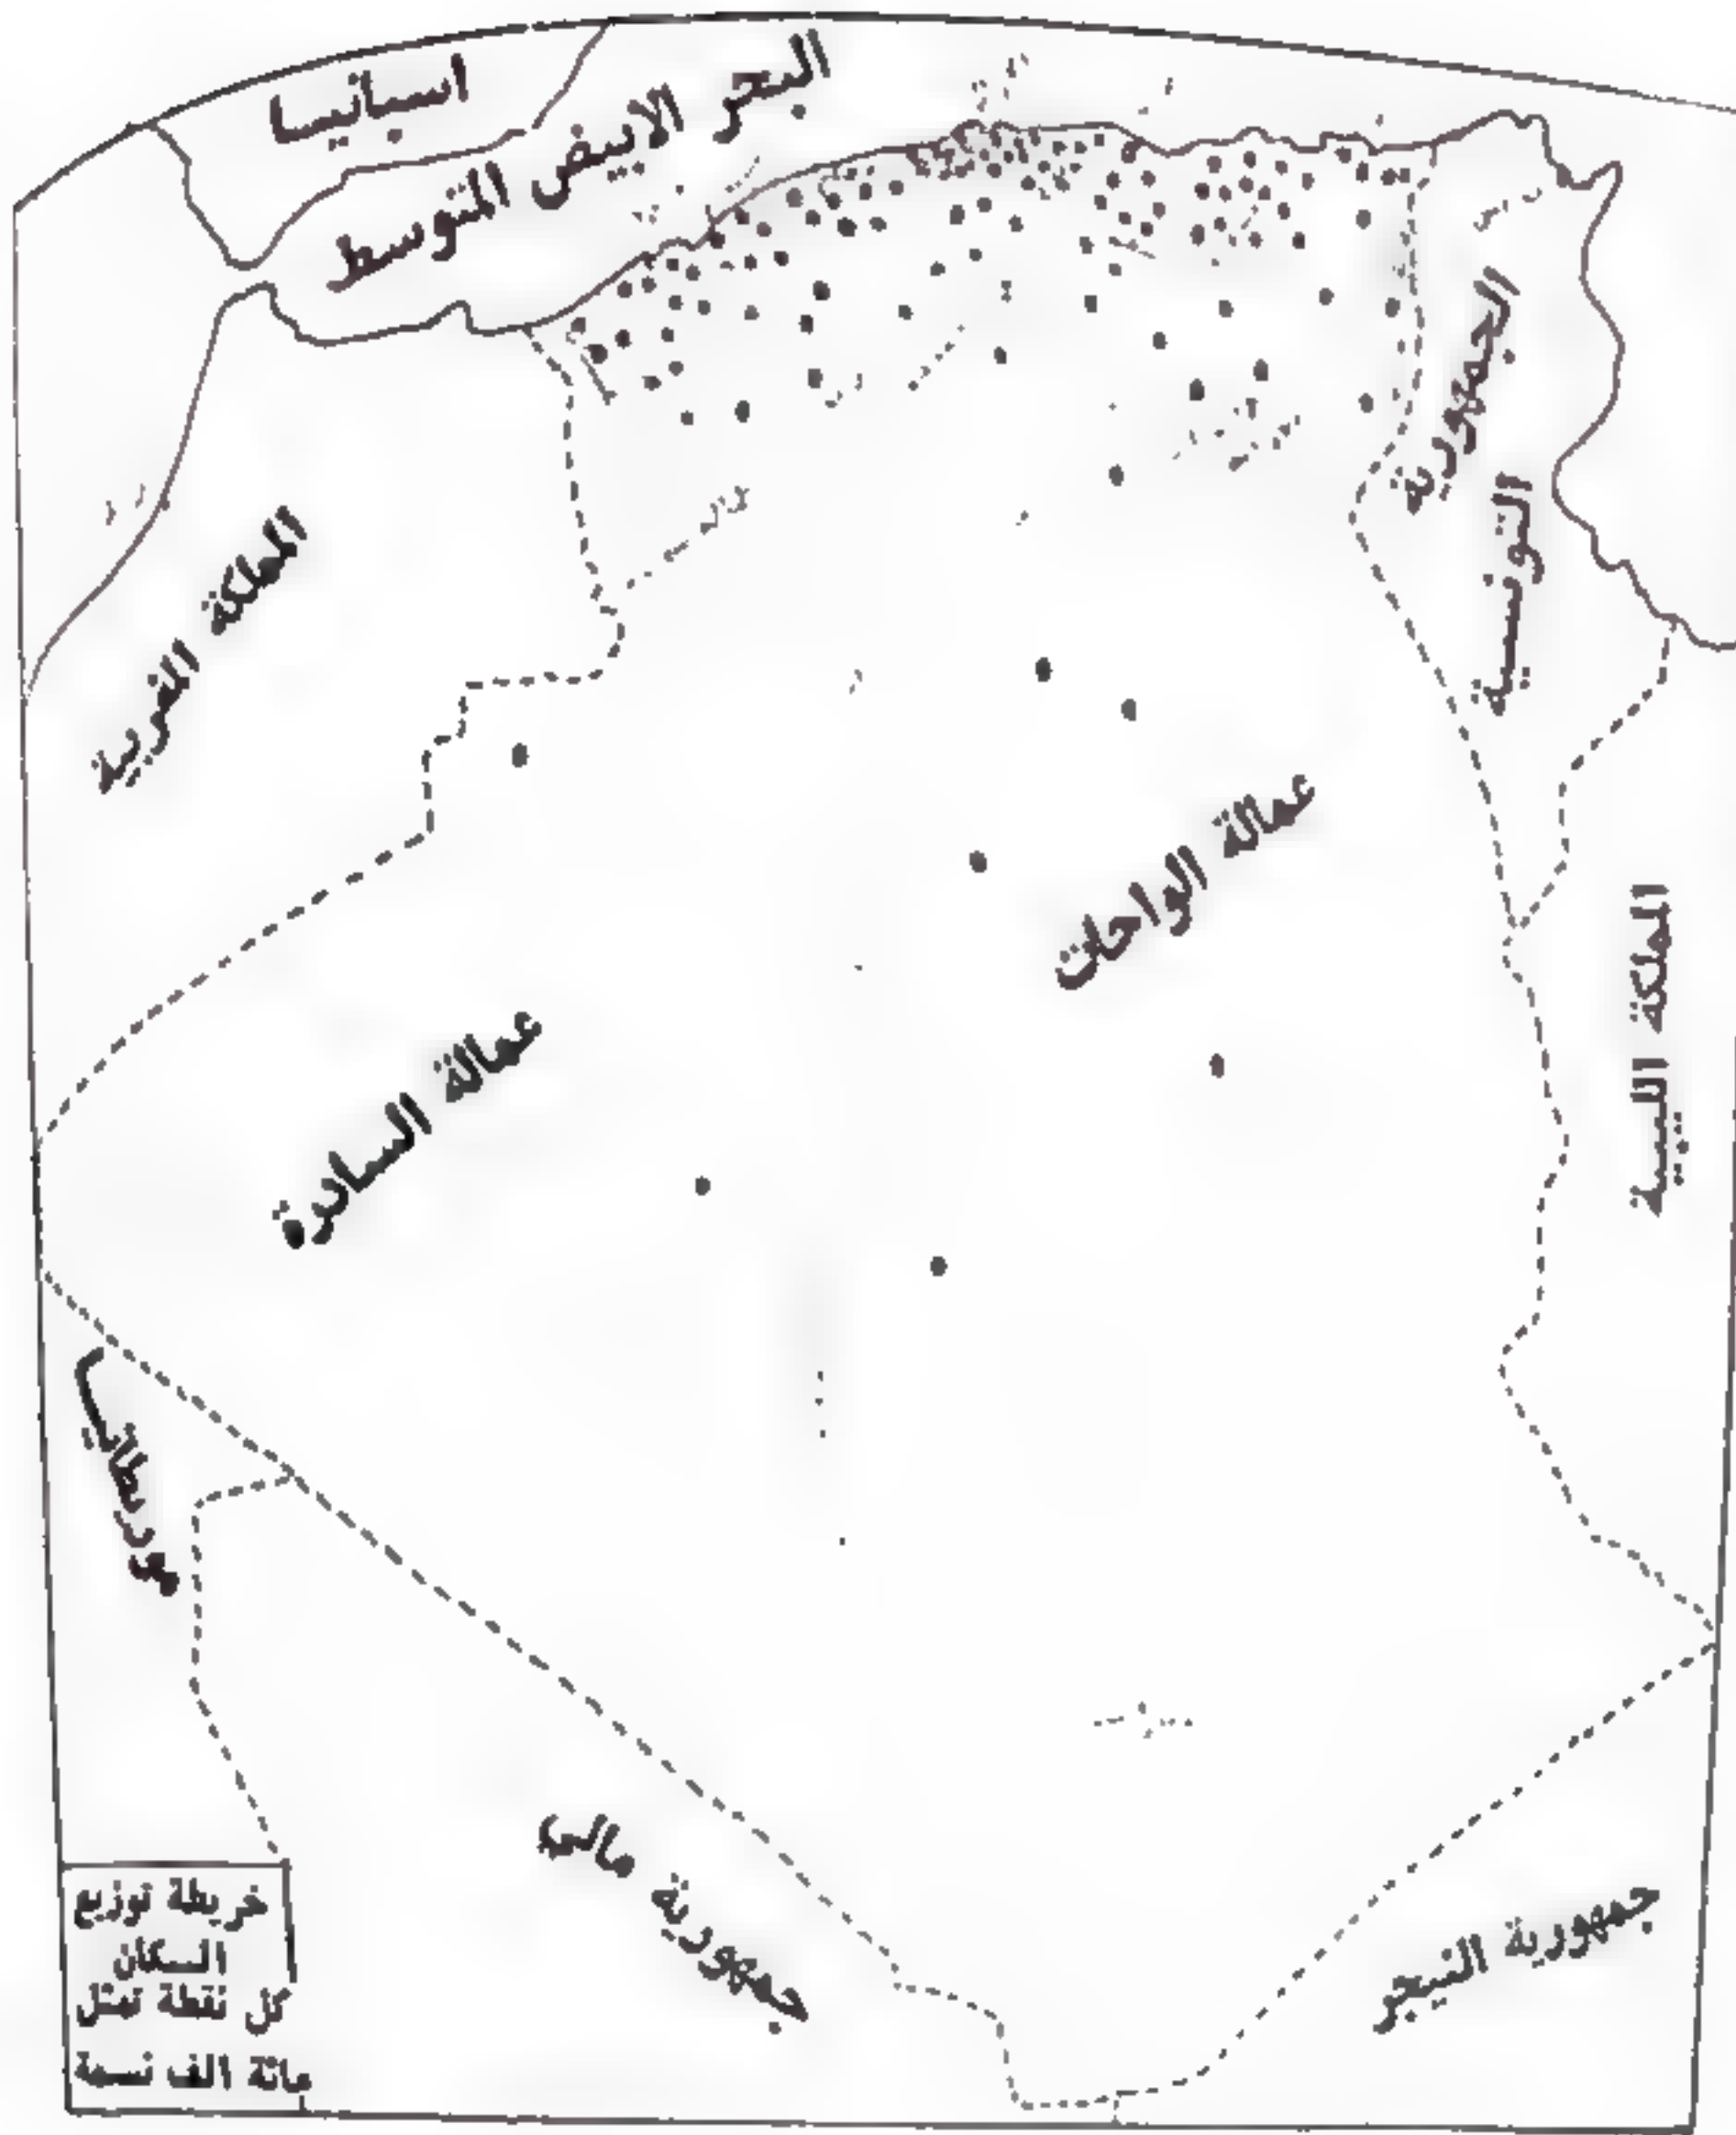 اسبانيا
البحر الابيض المتوسط
الجمهورية
التونسية
المملكة المغربية
عمالة الواحات
المملكة الليبية
عمالة الساورة
موريطانيا
جمهورية مالي
جمهورية النيجر
خريطة توزيع
السكان
كل نقطة تمثل
مائة الف نسمة